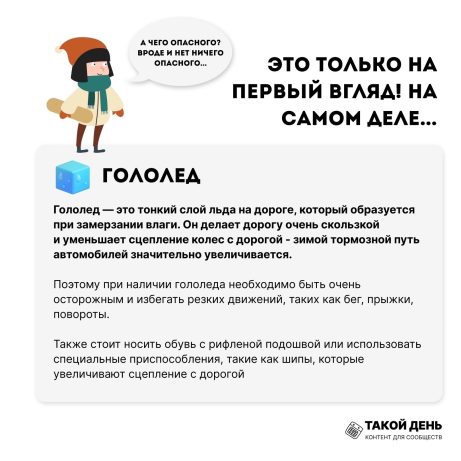 А ЧЕГО ОПАСНОГО?
ВРОДЕ И НЕТ НИЧЕГО
ОПАСНОГО...
ЭТО ТОЛЬКО НА
ПЕРВЫЙ ВГЛЯД! НА
САМОМ ДЕЛЕ...
ГОЛОЛЕД
Гололед — это тонкий слой льда на дороге, который образуется
при замерзании влаги. Он делает дорогу очень скользкой
и уменьшает сцепление колес с дорогой - зимой тормозной путь
автомобилей значительно увеличивается.
Поэтому при наличии гололеда необходимо быть очень
осторожным и избегать резких движений, таких как бег, прыжки,
повороты.
Также стоит носить обувь с рифленой подошвой или использовать
специальные приспособления, такие как шипы, которые
увеличивают сцепление с дорогой
ТАКОЙ ДЕНЬ
КОНТЕНТ ДЛЯ СООБЩЕСТВ